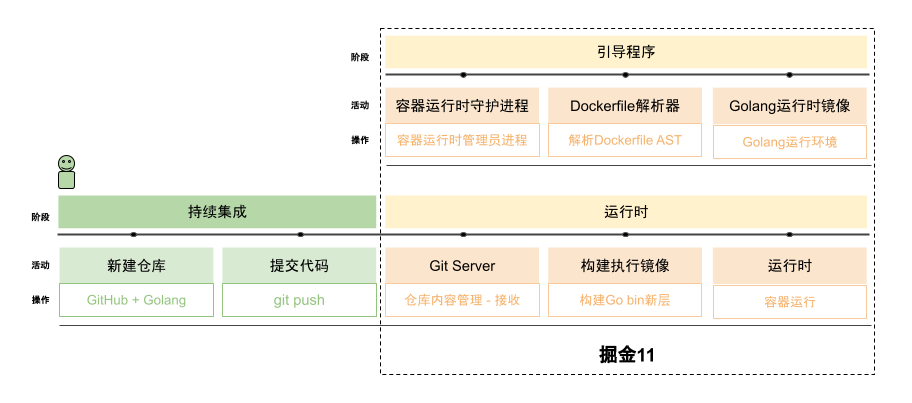 阶段
引导程序
活动
容器运行时守护进程
Dockerfile解析器
Golang运行时镜像
操作
容器运行时管理员进程
解析Dockerfile AST
Golang运行环境
阶段
持续集成
运行时
活动
新建仓库
提交代码
Git Server
构建执行镜像
运行时
操作
GitHub + Golang
git push
仓库内容管理 - 接收
构建Go bin新层
容器运行
掘金11